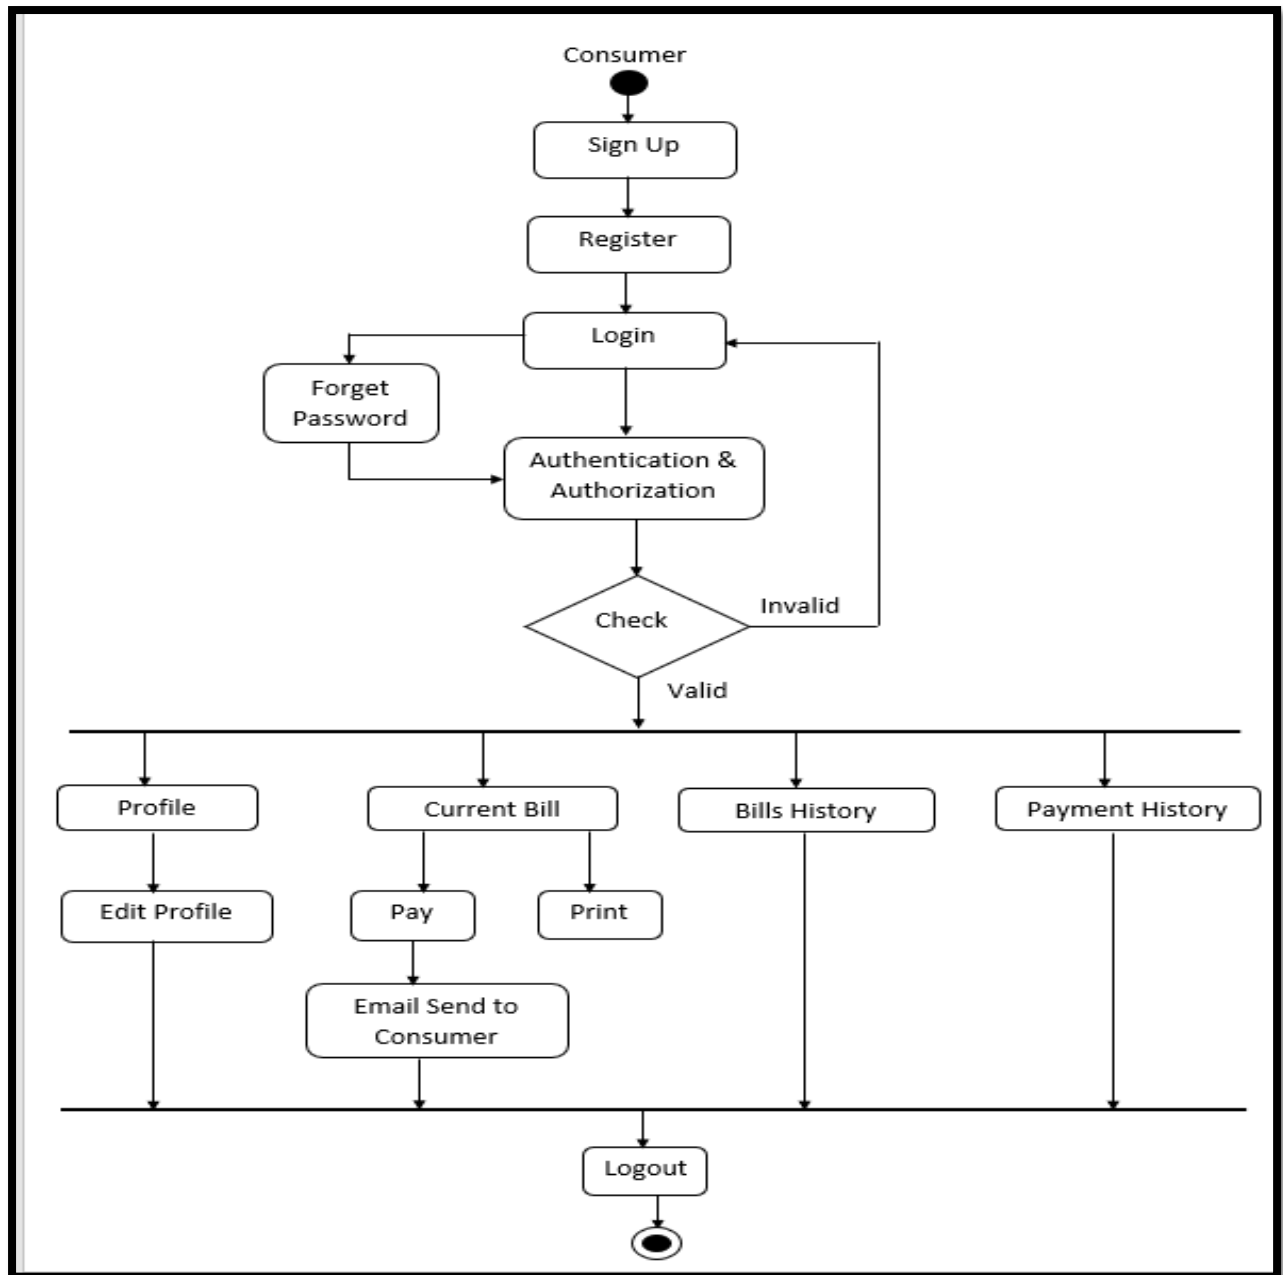 Consumer
Sign Up
Register
Login
Forget
Password
Authentication &
Authorization
Check
Invalid
Valid
Profile
Current Bill
Bills History
Payment History
Edit Profile
Pay
Print
Email Send to
Consumer
Logout